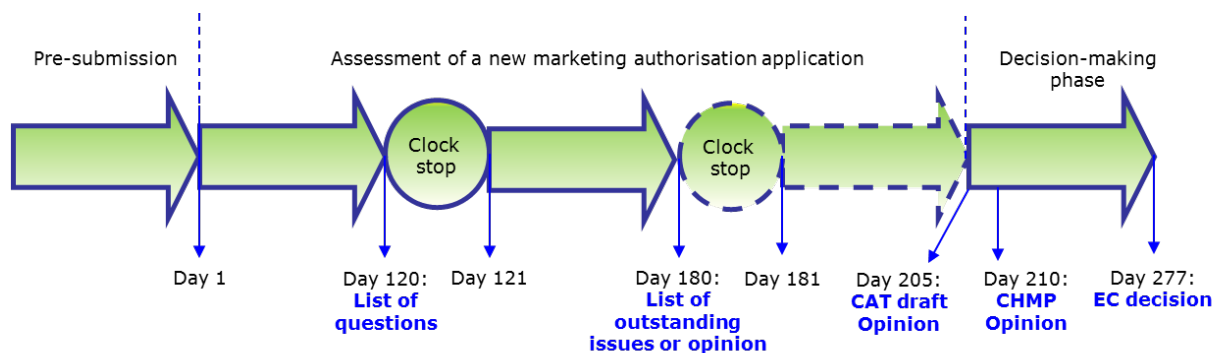 Pre-submission
Assessment of a new marketing authorisation application
Decision-making
phase
Clock
stop
Clock
stop
Day 1
Day 120:
List of
questions
Day 121
Day 180:
List of
outstanding
issues or opinion
Day 181
Day 205:
CAT draft
Opinion
Day 210:
CHMP
Opinion
Day 277:
EC decision